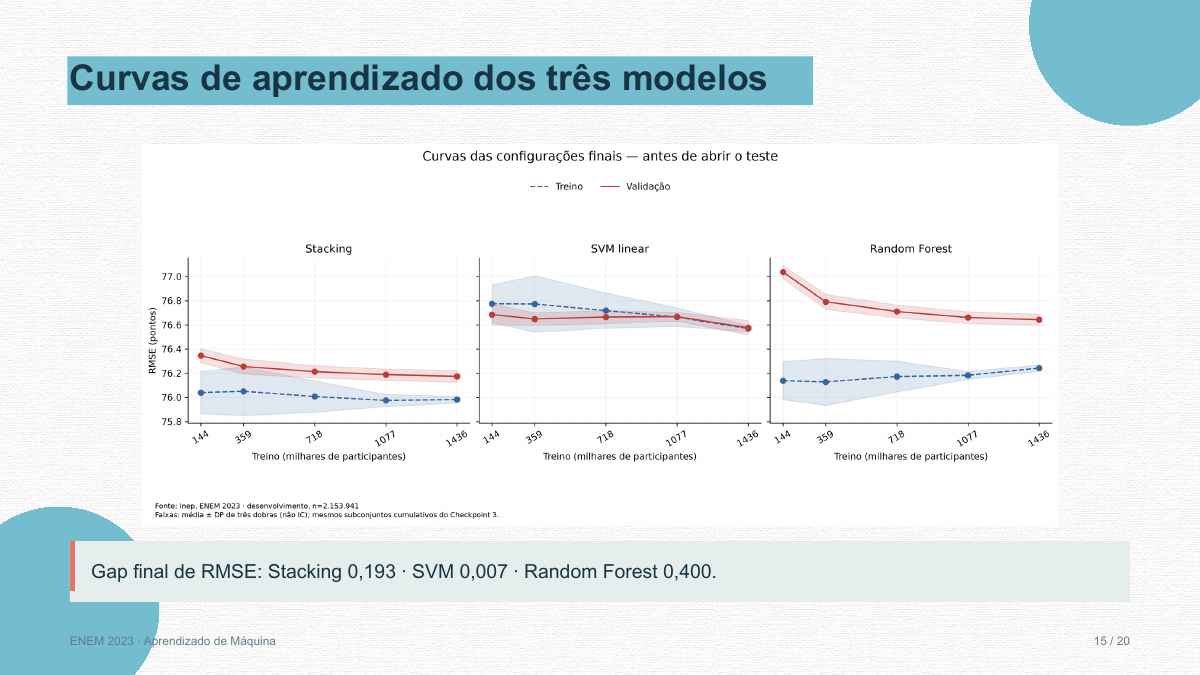 Curvas de aprendizado dos três modelos
Curvas das configurações finais — antes de abrir o teste
Treino
Validação
Stacking
SVM linear
Random Forest
RMSE (pontos)
77.0
76.8
76.6
76.4
76.2
76.0
75.8
144 359 718 1077 1436
144 359 718 1077 1436
144 359 718 1077 1436
Treino (milhares de participantes)
Treino (milhares de participantes)
Treino (milhares de participantes)
Fonte: Inep, ENEM 2023 · desenvolvimento, n=2.153.941
Faixas: média ± DP de três dobras (não IC); mesmos subconjuntos cumulativos do Checkpoint 3.
Gap final de RMSE: Stacking 0,193 · SVM 0,007 · Random Forest 0,400.
ENEM 2023 · Aprendizado de Máquina
15 / 20